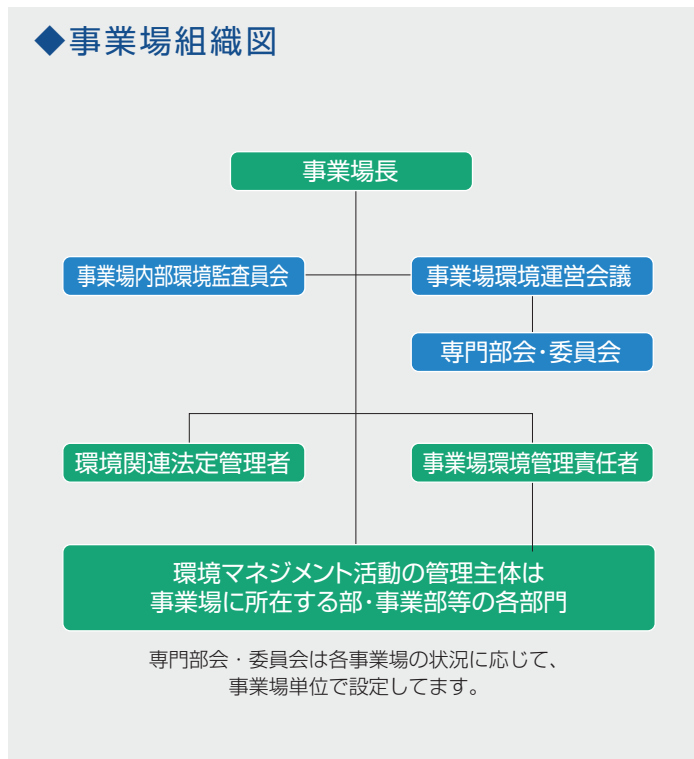 ◆事業場組織図
事業場長
事業場内部環境監査員会
事業場環境運営会議
専門部会・委員会
環境関連法定管理者
事業場環境管理責任者
環境マネジメント活動の管理主体は
事業場に所在する部・事業部等の各部門
専門部会・委員会は各事業場の状況に応じて、
事業場単位で設定してます。